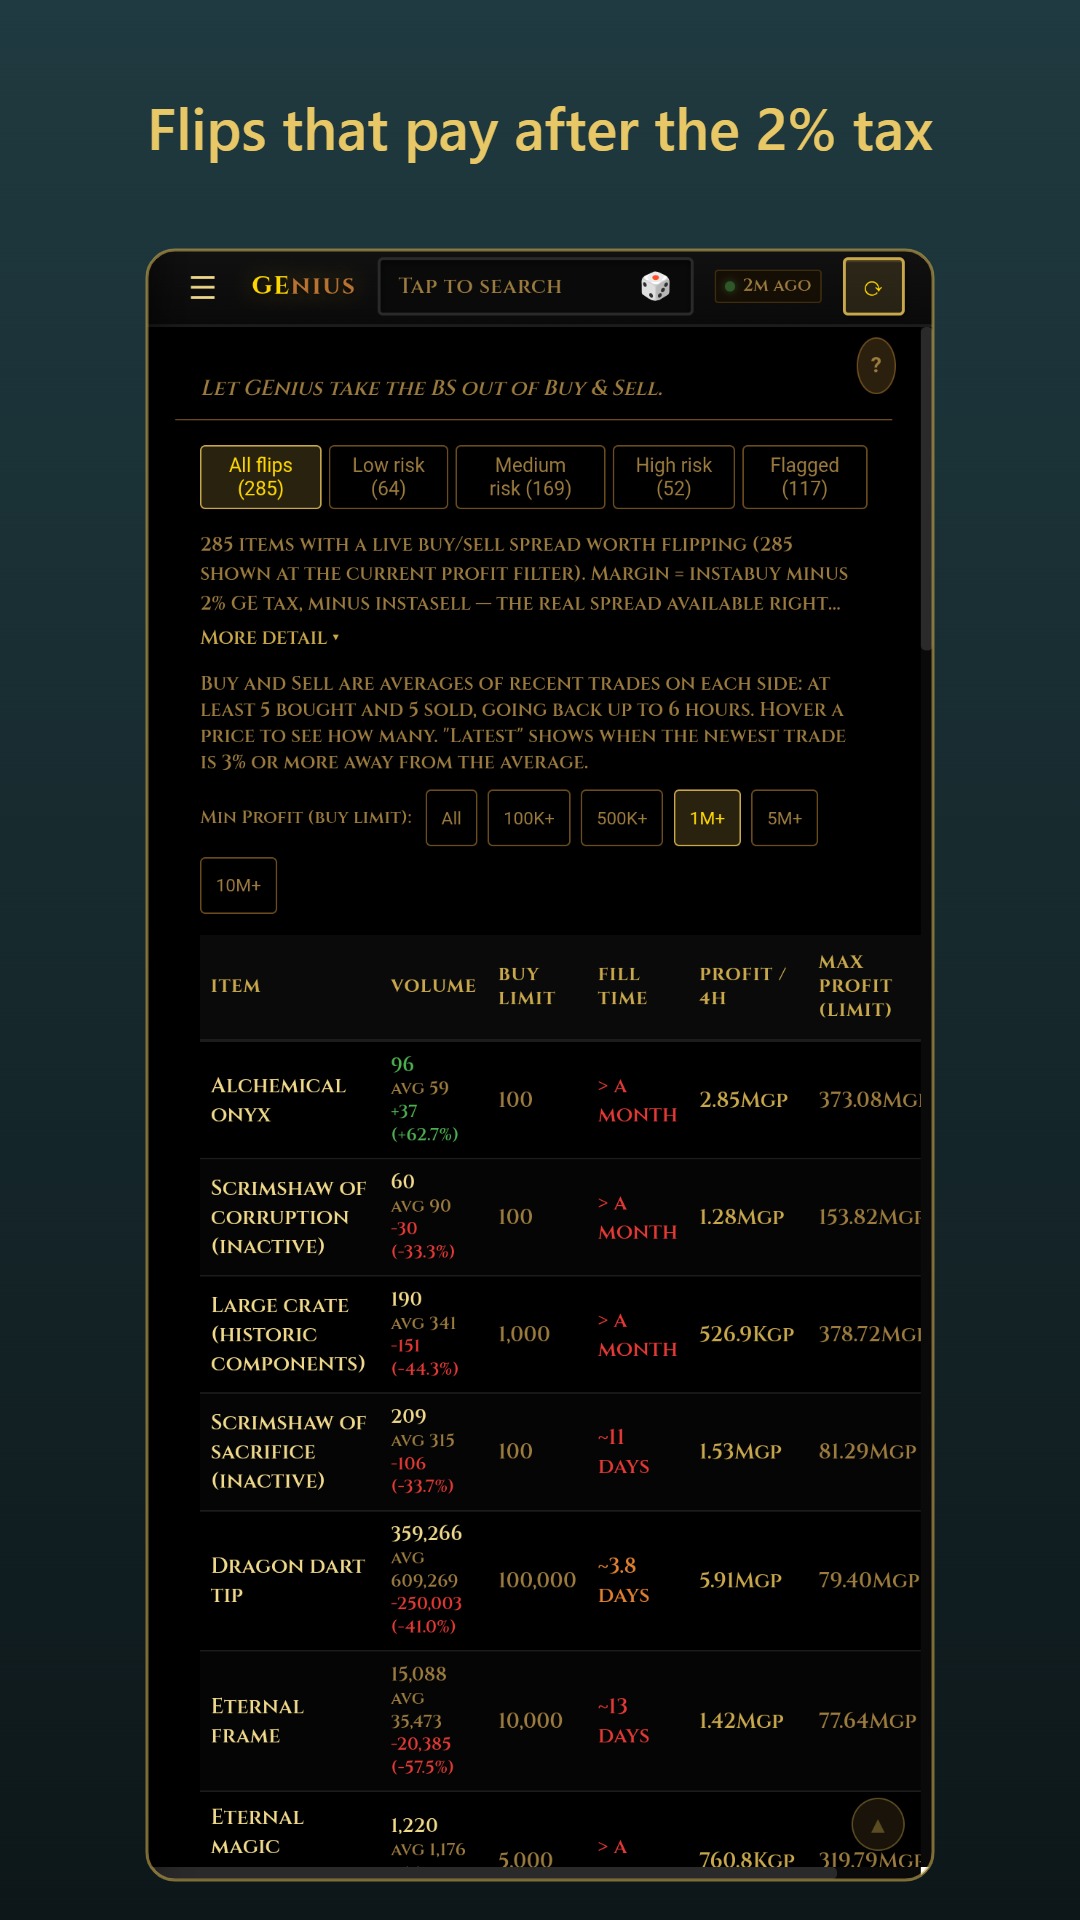 Flips that pay after the 2% tax
☰ GENIUS Tap to search 2m ago ⟳
?
Let GEnius take the BS out of Buy & Sell.
All flips (285)
Low risk (64)
Medium risk (169)
High risk (52)
Flagged (117)
285 items with a live buy/sell spread worth flipping (285
shown at the current profit filter). Margin = instabuy minus
2% GE tax, minus instasell — the real spread available right…
More detail ▾
Buy and Sell are averages of recent trades on each side: at
least 5 bought and 5 sold, going back up to 6 hours. Hover a
price to see how many. "Latest" shows when the newest trade
is 3% or more away from the average.
Min Profit (buy limit): All 100K+ 500K+ 1M+ 5M+
10M+
ITEM
VOLUME
BUY LIMIT
FILL TIME
PROFIT / 4H
MAX PROFIT (LIMIT)
Alchemical
onyx
96
avg 59
+37
(+62.7%)
100
> a
month
2.85Mgp
373.08Mg
Scrimshaw of
corruption
(inactive)
60
avg 90
-30
(-33.3%)
100
> a
month
1.28Mgp
153.82Mg
Large crate
(historic
components)
190
avg 341
-151
(-44.3%)
1,000
> a
month
526.9Kgp
378.72Mg
Scrimshaw of
sacrifice
(inactive)
209
avg 315
-106
(-33.7%)
100
~11
days
1.53Mgp
81.29Mgp
Dragon dart
tip
359,266
avg
609,269
-250,003
(-41.0%)
100,000
~3.8
days
5.91Mgp
79.40Mgp
Eternal
frame
15,088
avg
35,473
-20,385
(-57.5%)
10,000
~13
days
1.42Mgp
77.64Mgp
Eternal
magic
1,220
avg 1,176
5,000
> a
760.8Kgp
319.79Mg
▲